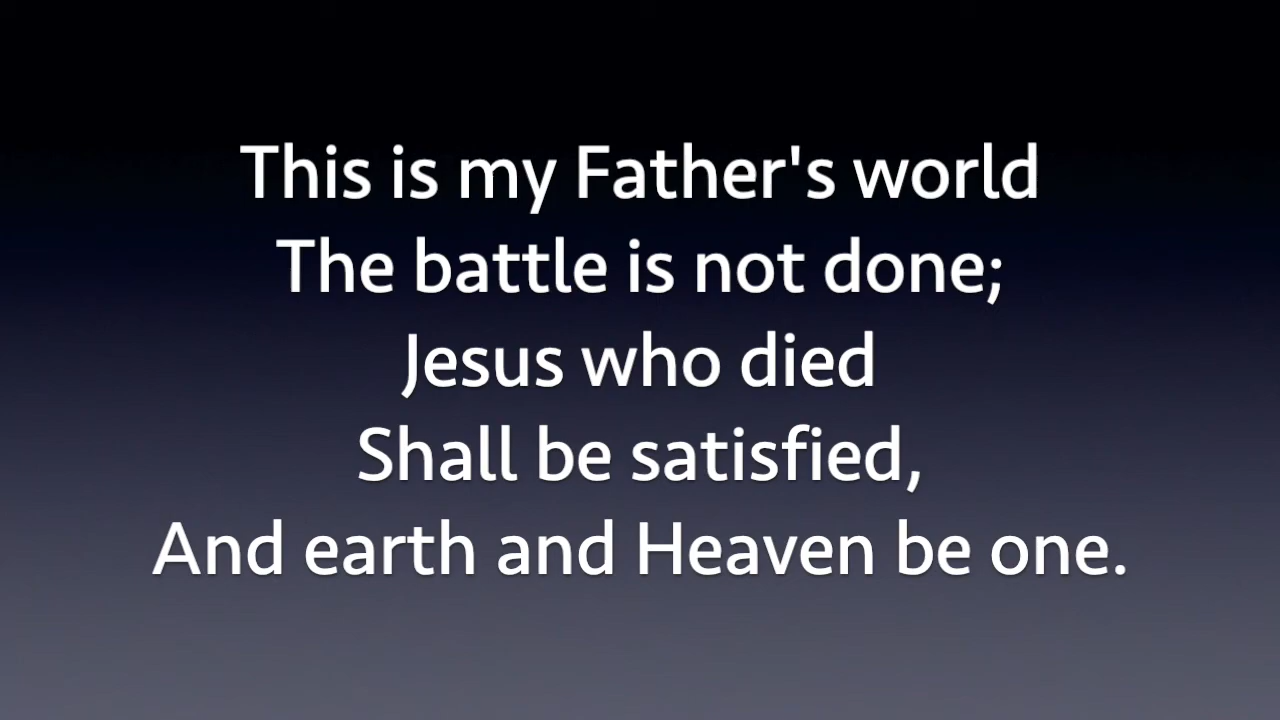 This is my Father's world
The battle is not done;
Jesus who died
Shall be satisfied,
And earth and Heaven be one.